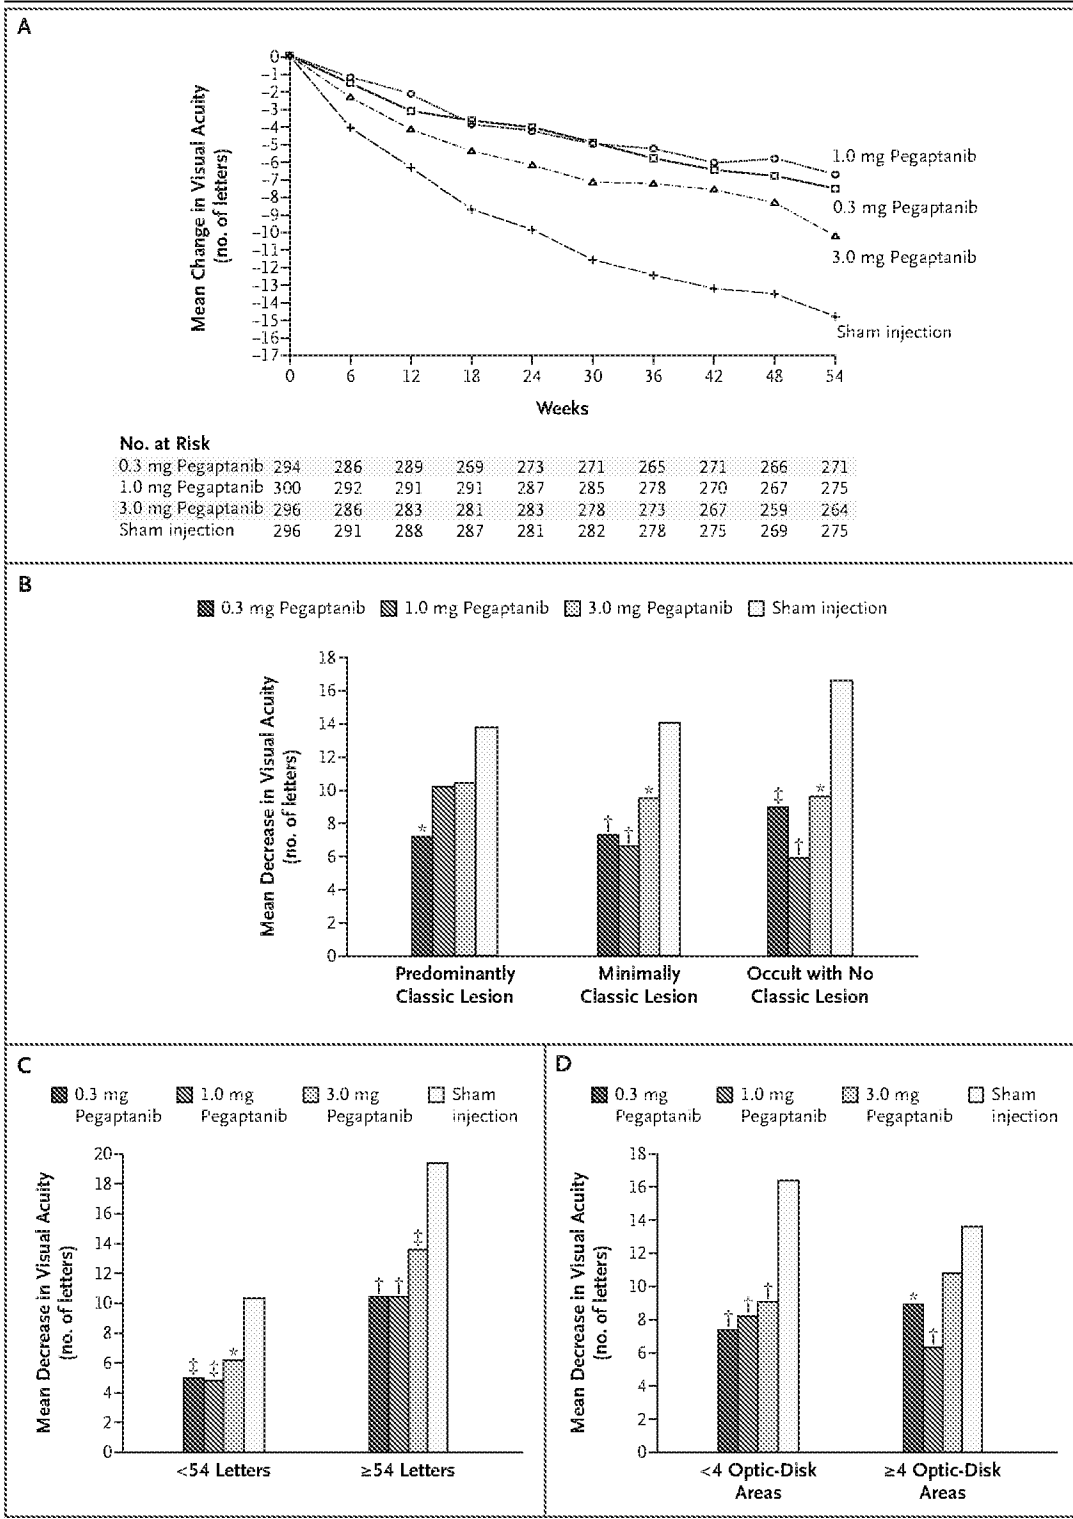 A
Mean Change in Visual Acuity
(no. of letters)
0
–1
–2
–3
–4
–5
–6
–7
–8
–9
–10
–11
–12
–13
–14
–15
–16
–17
1.0 mg Pegaptanib
0.3 mg Pegaptanib
3.0 mg Pegaptanib
Sham injection
0 6 12 18 24 30 36 42 48 54
Weeks
No. at Risk
0.3 mg Pegaptanib 294 286 289 269 273 271 265 271 266 271
1.0 mg Pegaptanib 300 292 291 291 287 285 278 270 267 275
3.0 mg Pegaptanib 296 286 283 281 283 278 273 267 259 264
Sham injection 296 291 288 287 281 282 278 275 269 275
B
0.3 mg Pegaptanib 1.0 mg Pegaptanib 3.0 mg Pegaptanib Sham injection
Mean Decrease in Visual Acuity
(no. of letters)
18
16
14
12
10
8
6
4
2
0
* † † * ‡ † *
Predominantly
Classic Lesion
Minimally
Classic Lesion
Occult with No
Classic Lesion
C
0.3 mg
Pegaptanib
1.0 mg
Pegaptanib
3.0 mg
Pegaptanib
Sham
injection
Mean Decrease in Visual Acuity
(no. of letters)
20
18
16
14
12
10
8
6
4
2
0
‡ ‡ * † † ‡
<54 Letters ≥54 Letters
D
0.3 mg
Pegaptanib
1.0 mg
Pegaptanib
3.0 mg
Pegaptanib
Sham
injection
Mean Decrease in Visual Acuity
(no. of letters)
18
16
14
12
10
8
6
4
2
0
† † † * †
<4 Optic-Disk
Areas
≥4 Optic-Disk
Areas